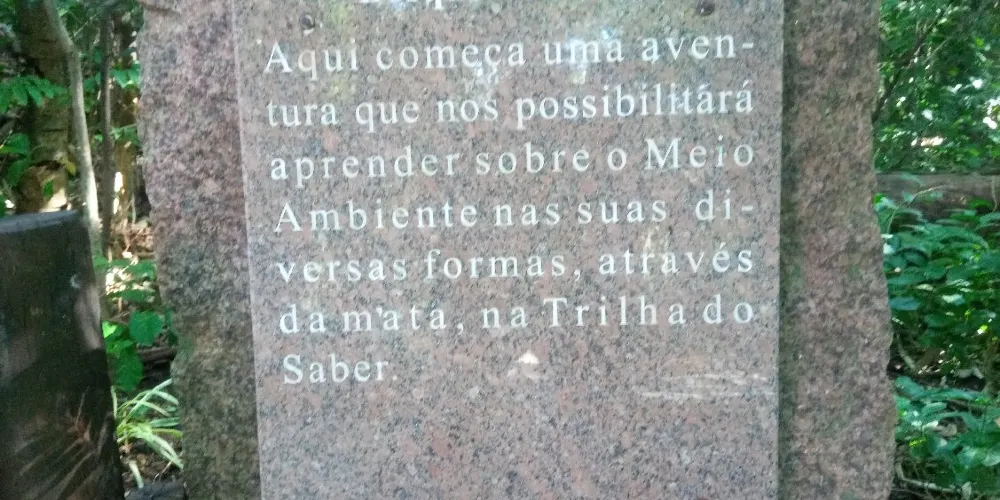 Aqui começa uma aven-
tura que nos possibilitará
aprender sobre o Meio
Ambiente nas suas di-
versas formas, através
da mata, na Trilha do
Saber.